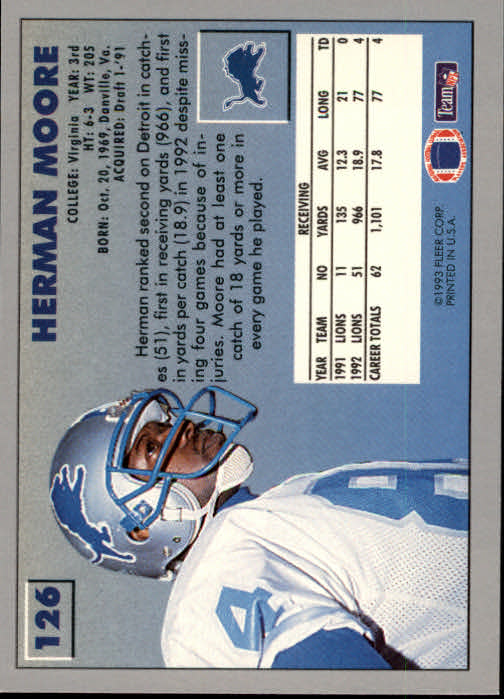 126
HERMAN MOORE
COLLEGE: Virginia YEAR: 3rd
HT: 6-3 WT: 205
BORN: Oct. 20, 1969, Danville, Va.
ACQUIRED: Draft 1-'91
Herman ranked second on Detroit in catch-
es (51), first in receiving yards (966), and first
in yards per catch (18.9) in 1992 despite miss-
ing four games because of in-
juries. Moore had at least one
catch of 18 yards or more in
every game he played.
RECEIVING
YEAR TEAM NO YARDS AVG LONG TD
1991 LIONS 11 135 12.3 21 0
1992 LIONS 51 966 18.9 77 4
CAREER TOTALS 62 1,101 17.8 77 4
©1993 FLEER CORP.
PRINTED IN U.S.A.
Team NFL
4